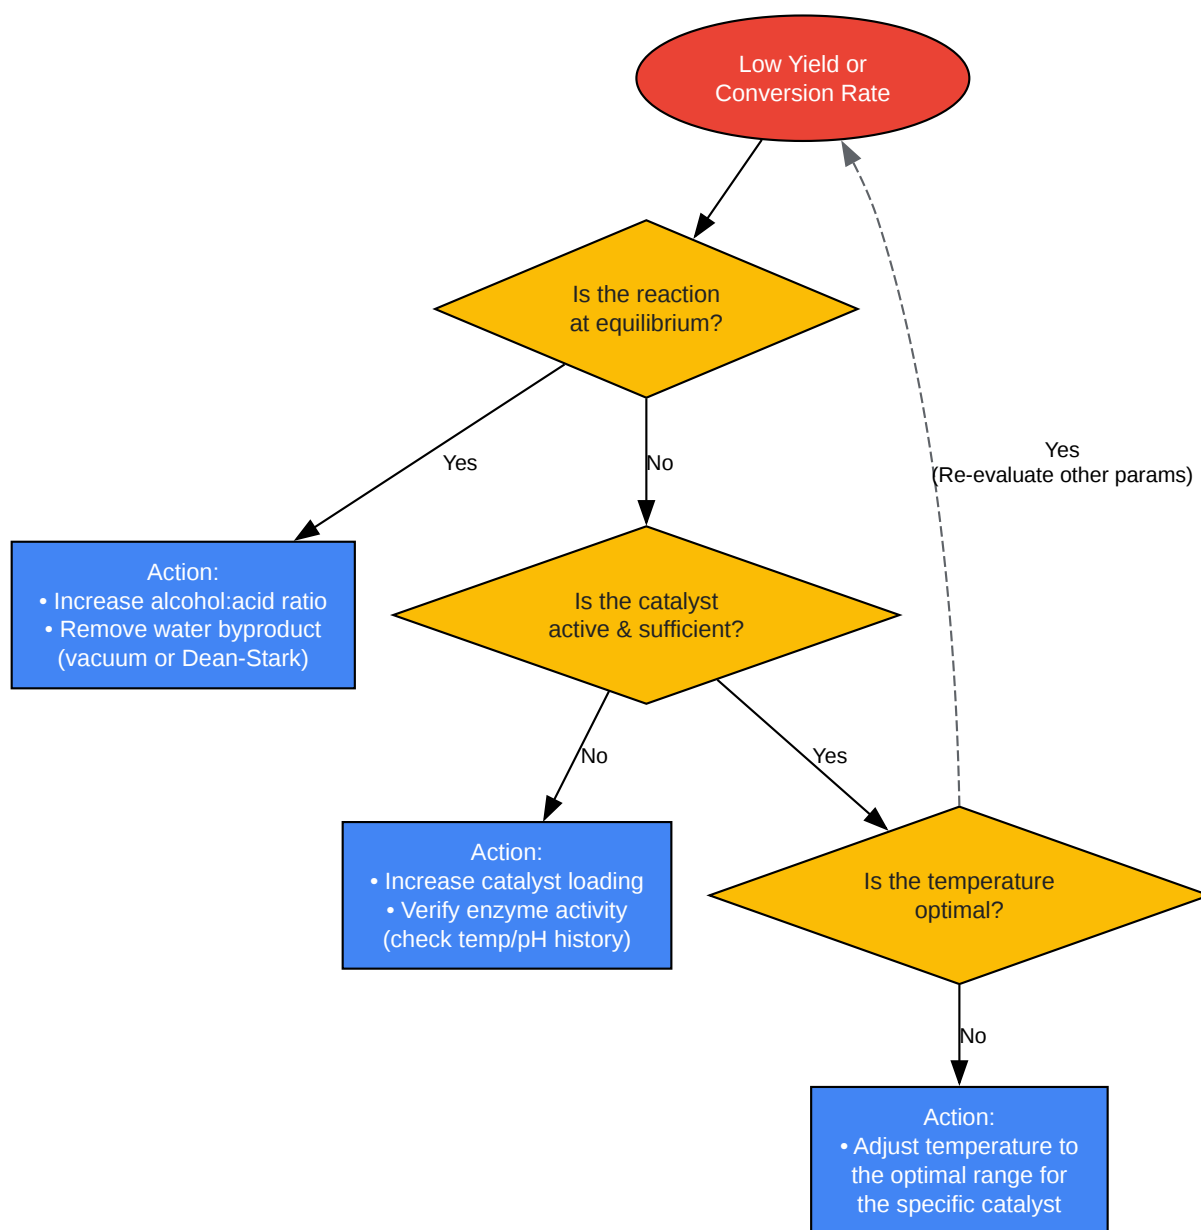 Low Yield or
Conversion Rate
Is the reaction
at equilibrium?
Yes
(Re-evaluate other params)
Yes
No
Action:
• Increase alcohol:acid ratio
• Remove water byproduct
(vacuum or Dean-Stark)
Is the catalyst
active & sufficient?
No
Yes
Action:
• Increase catalyst loading
• Verify enzyme activity
(check temp/pH history)
Is the temperature
optimal?
No
Action:
• Adjust temperature to
the optimal range for
the specific catalyst